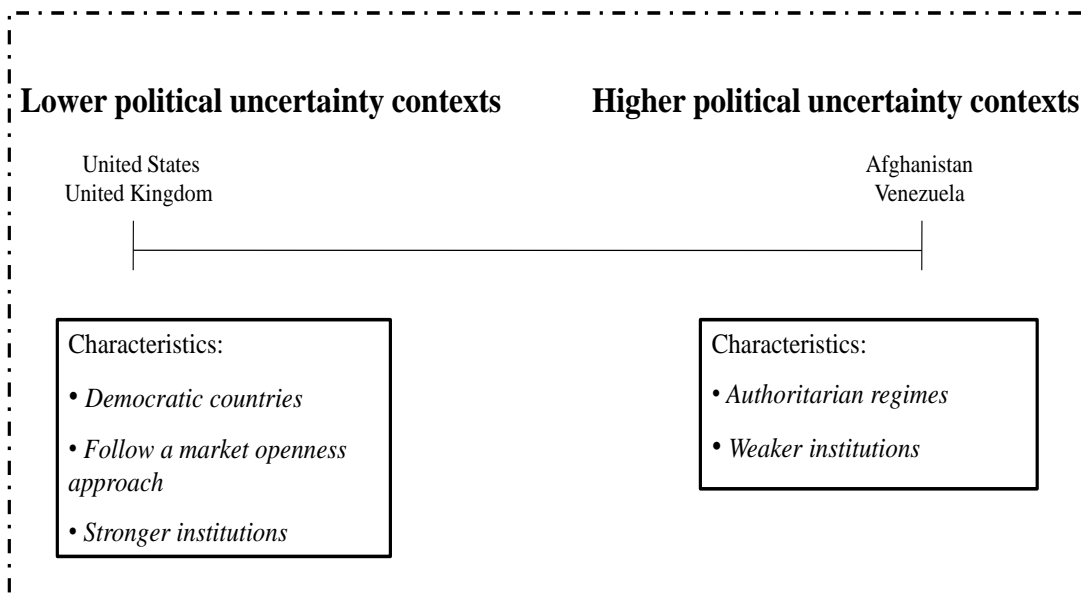 Lower political uncertainty contexts
Higher political uncertainty contexts
United States
United Kingdom
Afghanistan
Venezuela
Characteristics:
• Democratic countries
• Follow a market openness
approach
• Stronger institutions
Characteristics:
• Authoritarian regimes
• Weaker institutions